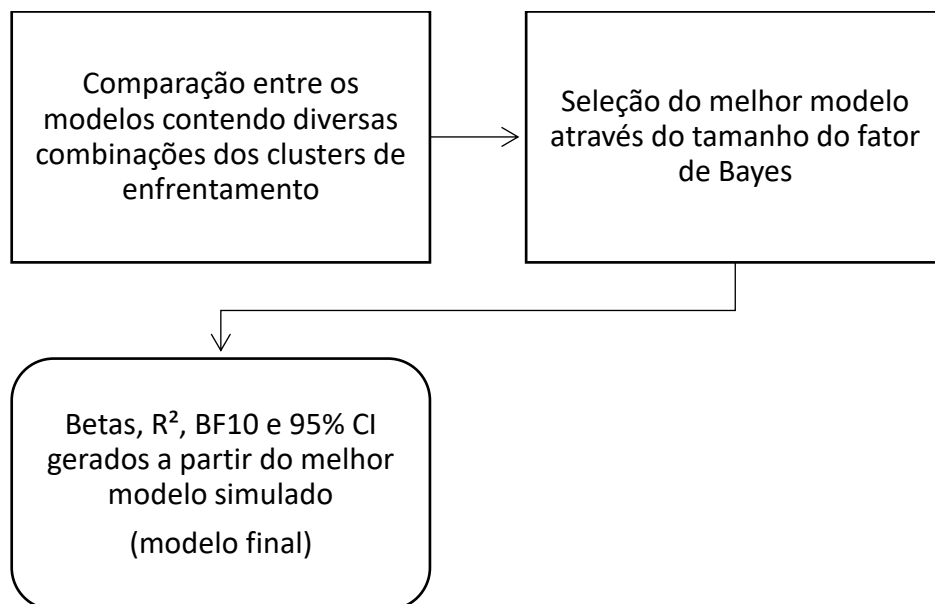 Comparação entre os
modelos contendo diversas
combinações dos clusters de
enfrentamento
Seleção do melhor modelo
através do tamanho do fator
de Bayes
Betas, R², BF10 e 95% CI
gerados a partir do melhor
modelo simulado
(modelo final)